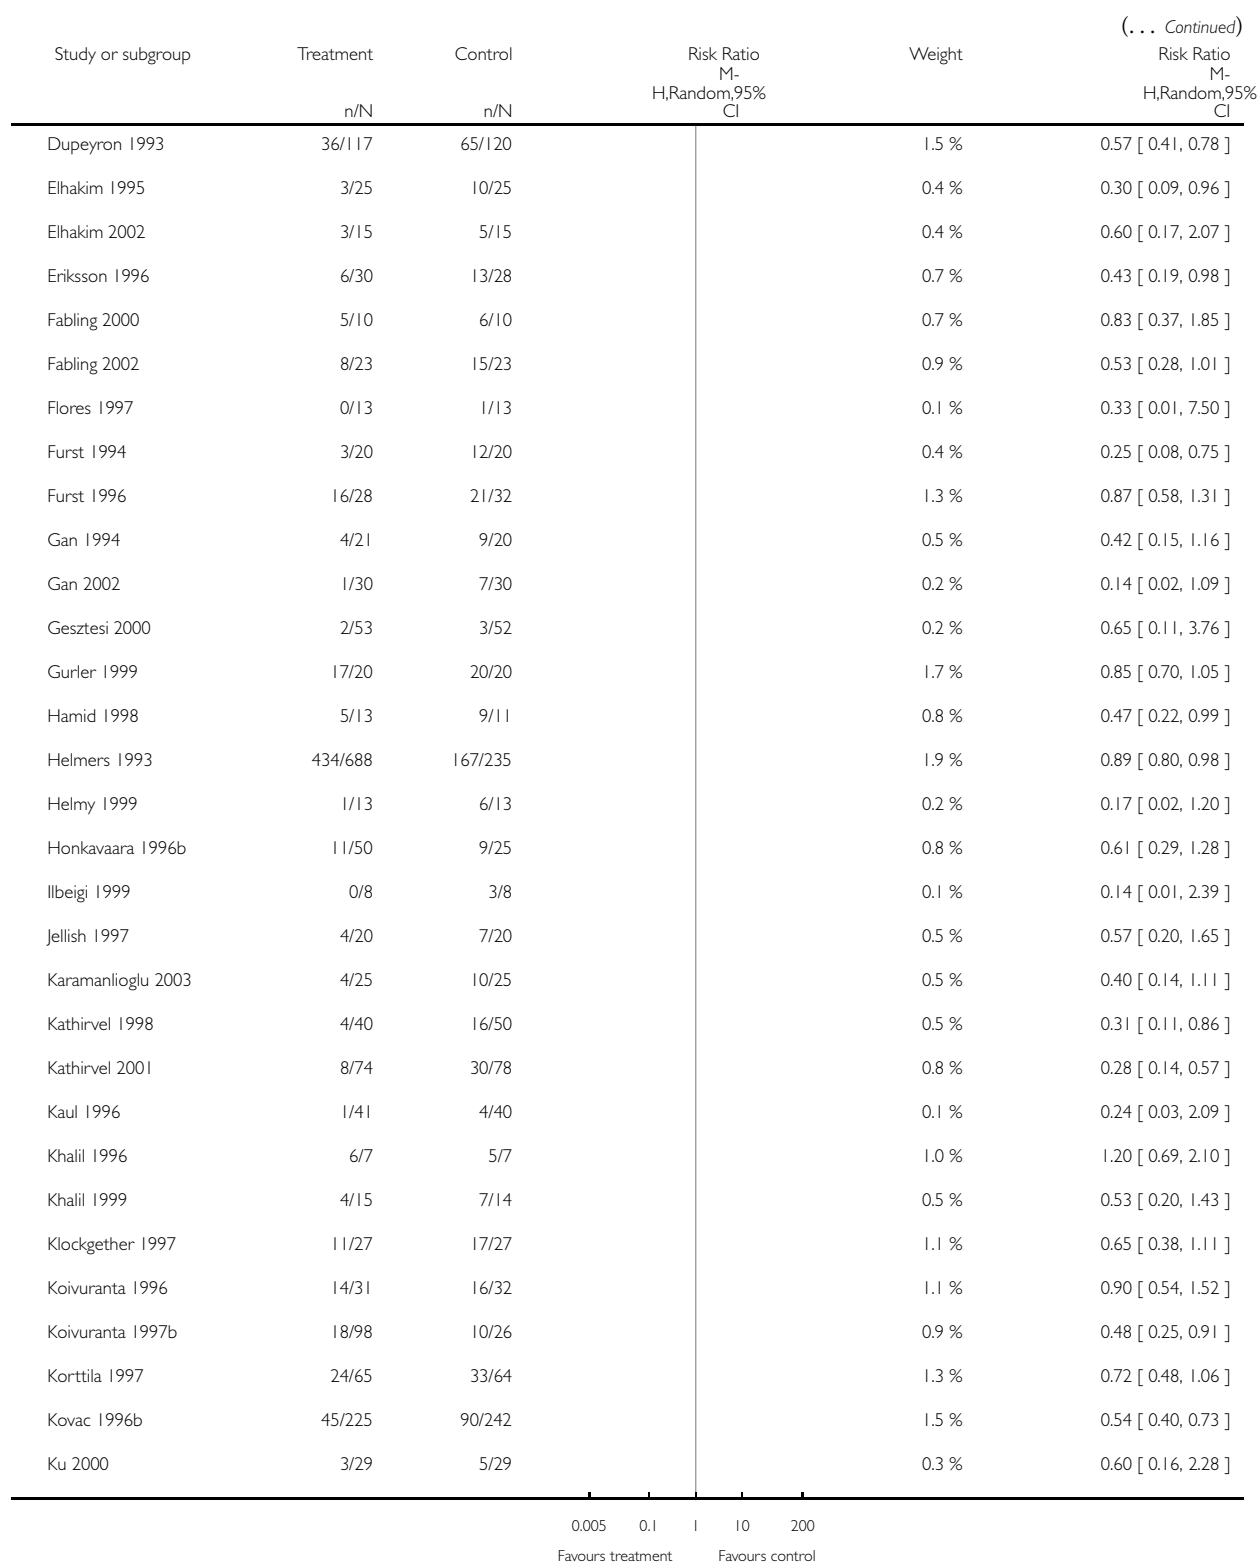 (... Continued)
Study or subgroup Treatment Control Risk Ratio Weight Risk Ratio
M- M-
H,Random,95% H,Random,95%
n/N n/N CI CI
Dupeyron 1993 36/117 65/120 1.5 % 0.57 [ 0.41, 0.78 ]
Elhakim 1995 3/25 10/25 0.4 % 0.30 [ 0.09, 0.96 ]
Elhakim 2002 3/15 5/15 0.4 % 0.60 [ 0.17, 2.07 ]
Eriksson 1996 6/30 13/28 0.7 % 0.43 [ 0.19, 0.98 ]
Fabling 2000 5/10 6/10 0.7 % 0.83 [ 0.37, 1.85 ]
Fabling 2002 8/23 15/23 0.9 % 0.53 [ 0.28, 1.01 ]
Flores 1997 0/13 1/13 0.1 % 0.33 [ 0.01, 7.50 ]
Furst 1994 3/20 12/20 0.4 % 0.25 [ 0.08, 0.75 ]
Furst 1996 16/28 21/32 1.3 % 0.87 [ 0.58, 1.31 ]
Gan 1994 4/21 9/20 0.5 % 0.42 [ 0.15, 1.16 ]
Gan 2002 1/30 7/30 0.2 % 0.14 [ 0.02, 1.09 ]
Gesztesi 2000 2/53 3/52 0.2 % 0.65 [ 0.11, 3.76 ]
Gurler 1999 17/20 20/20 1.7 % 0.85 [ 0.70, 1.05 ]
Hamid 1998 5/13 9/11 0.8 % 0.47 [ 0.22, 0.99 ]
Helmers 1993 434/688 167/235 1.9 % 0.89 [ 0.80, 0.98 ]
Helmy 1999 1/13 6/13 0.2 % 0.17 [ 0.02, 1.20 ]
Honkavaara 1996b 11/50 9/25 0.8 % 0.61 [ 0.29, 1.28 ]
Ilbeigi 1999 0/8 3/8 0.1 % 0.14 [ 0.01, 2.39 ]
Jellish 1997 4/20 7/20 0.5 % 0.57 [ 0.20, 1.65 ]
Karamanlioglu 2003 4/25 10/25 0.5 % 0.40 [ 0.14, 1.11 ]
Kathirvel 1998 4/40 16/50 0.5 % 0.31 [ 0.11, 0.86 ]
Kathirvel 2001 8/74 30/78 0.8 % 0.28 [ 0.14, 0.57 ]
Kaul 1996 1/41 4/40 0.1 % 0.24 [ 0.03, 2.09 ]
Khalil 1996 6/7 5/7 1.0 % 1.20 [ 0.69, 2.10 ]
Khalil 1999 4/15 7/14 0.5 % 0.53 [ 0.20, 1.43 ]
Klockgether 1997 11/27 17/27 1.1 % 0.65 [ 0.38, 1.11 ]
Koivuranta 1996 14/31 16/32 1.1 % 0.90 [ 0.54, 1.52 ]
Koivuranta 1997b 18/98 10/26 0.9 % 0.48 [ 0.25, 0.91 ]
Korttila 1997 24/65 33/64 1.3 % 0.72 [ 0.48, 1.06 ]
Kovac 1996b 45/225 90/242 1.5 % 0.54 [ 0.40, 0.73 ]
Ku 2000 3/29 5/29 0.3 % 0.60 [ 0.16, 2.28 ]
0.005 0.1 1 10 200
Favours treatment Favours control